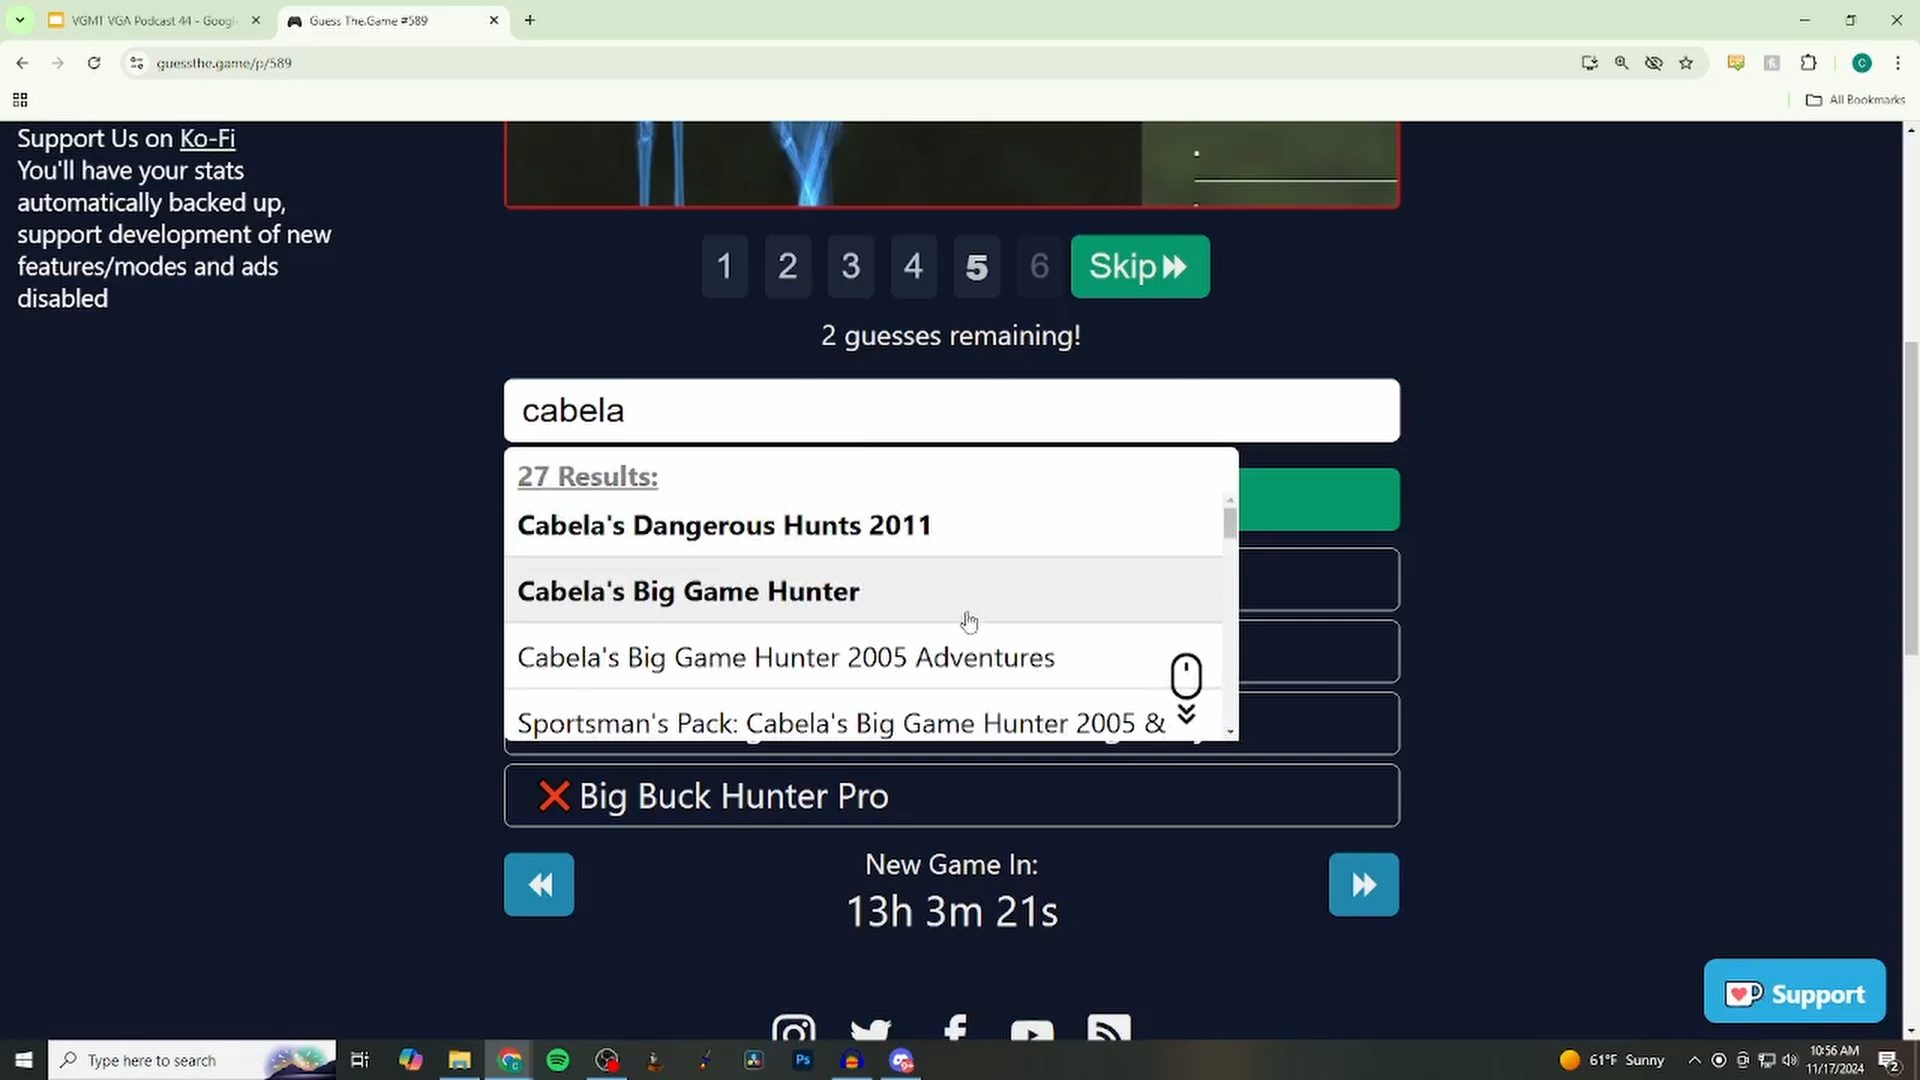 VGMT VGA Podcast 44 - Googl
Guess The.Game #589
guessthe.game/p/589
All Bookmarks
Support Us on Ko-Fi
You'll have your stats
automatically backed up,
support development of new
features/modes and ads
disabled
1 2 3 4 5 6 Skip
2 guesses remaining!
cabela
27 Results:
Cabela's Dangerous Hunts 2011
Cabela's Big Game Hunter
Cabela's Big Game Hunter 2005 Adventures
Sportsman's Pack: Cabela's Big Game Hunter 2005 &
Big Buck Hunter Pro
New Game In:
13h 3m 21s
Support
Type here to search
Ps
61°F Sunny
10:56 AM
11/17/2024
2